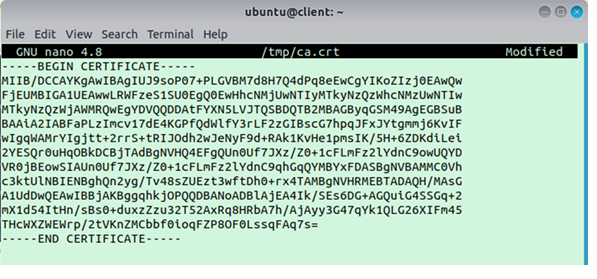 ubuntu@client: ~
File Edit View Search Terminal Help
GNU nano 4.8 /tmp/ca.crt Modified
-----BEGIN CERTIFICATE-----
MIIB/DCCAYKgAwIBAgIUJ9soP07+PLGVBM7d8H7Q4dPq8eEwCgYIKoZIzj0EAwQw
FjEUMBIGA1UEAwwLRWFzeS1SU0EgQ0EwHhcNMjUwNTIyMTkyNzQzWhcNMzUwNTIw
MTkyNzQzWjAWMRQwEgYDVQQDDAtFYXN5LVJTQSBDQTB2MBAGByqGSM49AgEGBSuB
BAAiA2IABFaPLzImcv17dE4KGPfQdWlfY3rLF2zGIBscG7hpqJFxJYtgmmj6KvIF
wIgqWAMrYIgjtt+2rrS+tRIJOdh2wJeNyF9d+RAk1KvHe1pmsIK/5H+6ZDKdiLei
2YESQr0uHqOBkDCBjTAdBgNVHQ4EFgQUn0Uf7JXz/Z0+1cFLmFz2lYdnC9owUQYD
VR0jBEowSIAUn0Uf7JXz/Z0+1cFLmFz2lYdnC9qhGqQYMBYxFDASBgNVBAMMC0Vh
c3ktUlNBIENBghQn2yg/Tv48sZUEzt3wftDh0+rx4TAMBgNVHRMEBTADAQH/MAsG
A1UdDwQEAwIBBjAKBggqhkjOPQQDBANoADBlAjEA4Ik/SEs6DG+AGQuiG4SSGq+2
mX1d54ItHn/sBs0+duxzZzu32T52AxRq8HRbA7h/AjAyy3G47qYk1QLG26XIFm45
THcWXZWEWrp/2tVKnZMCbbf0ioqFZP8OF0LssqFAq7s=
-----END CERTIFICATE-----